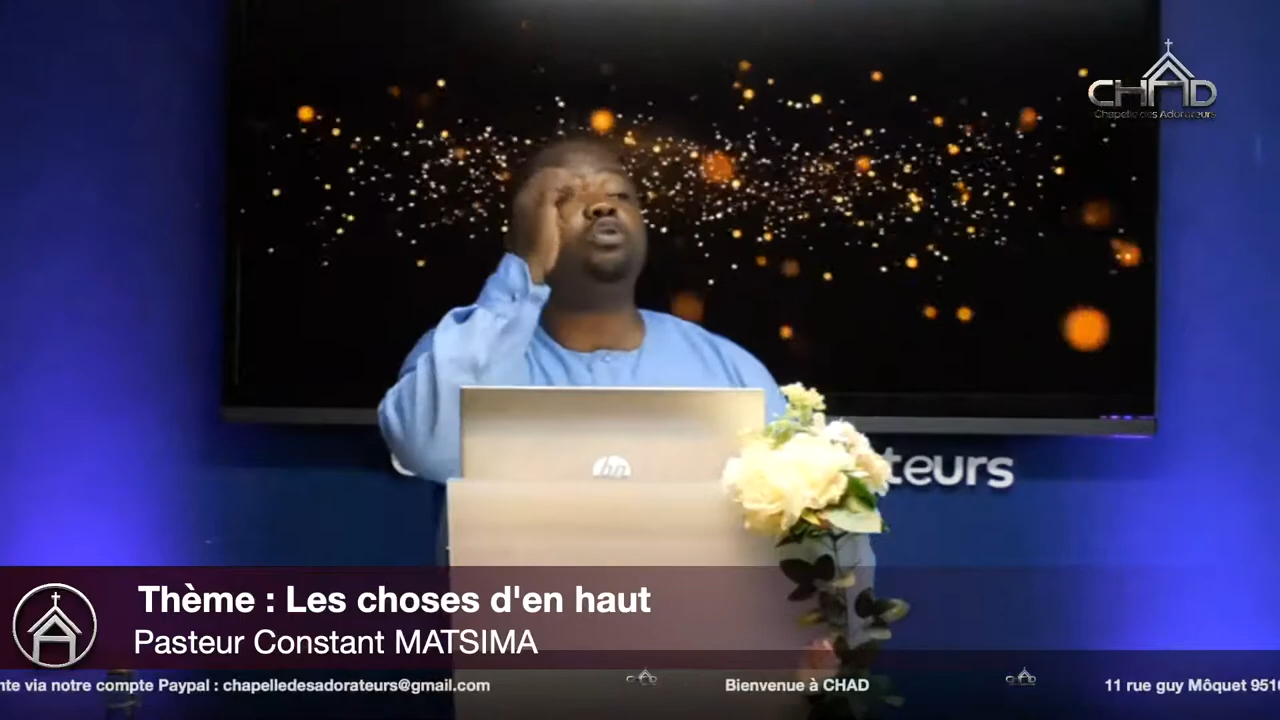 CHAD
Chapelle des Adorateurs
hp
teurs
Thème : Les choses d'en haut
Pasteur Constant MATSIMA
nte via notre compte Paypal : chapelledesadorateurs@gmail.com
Bienvenue à CHAD
11 rue guy Môquet 951